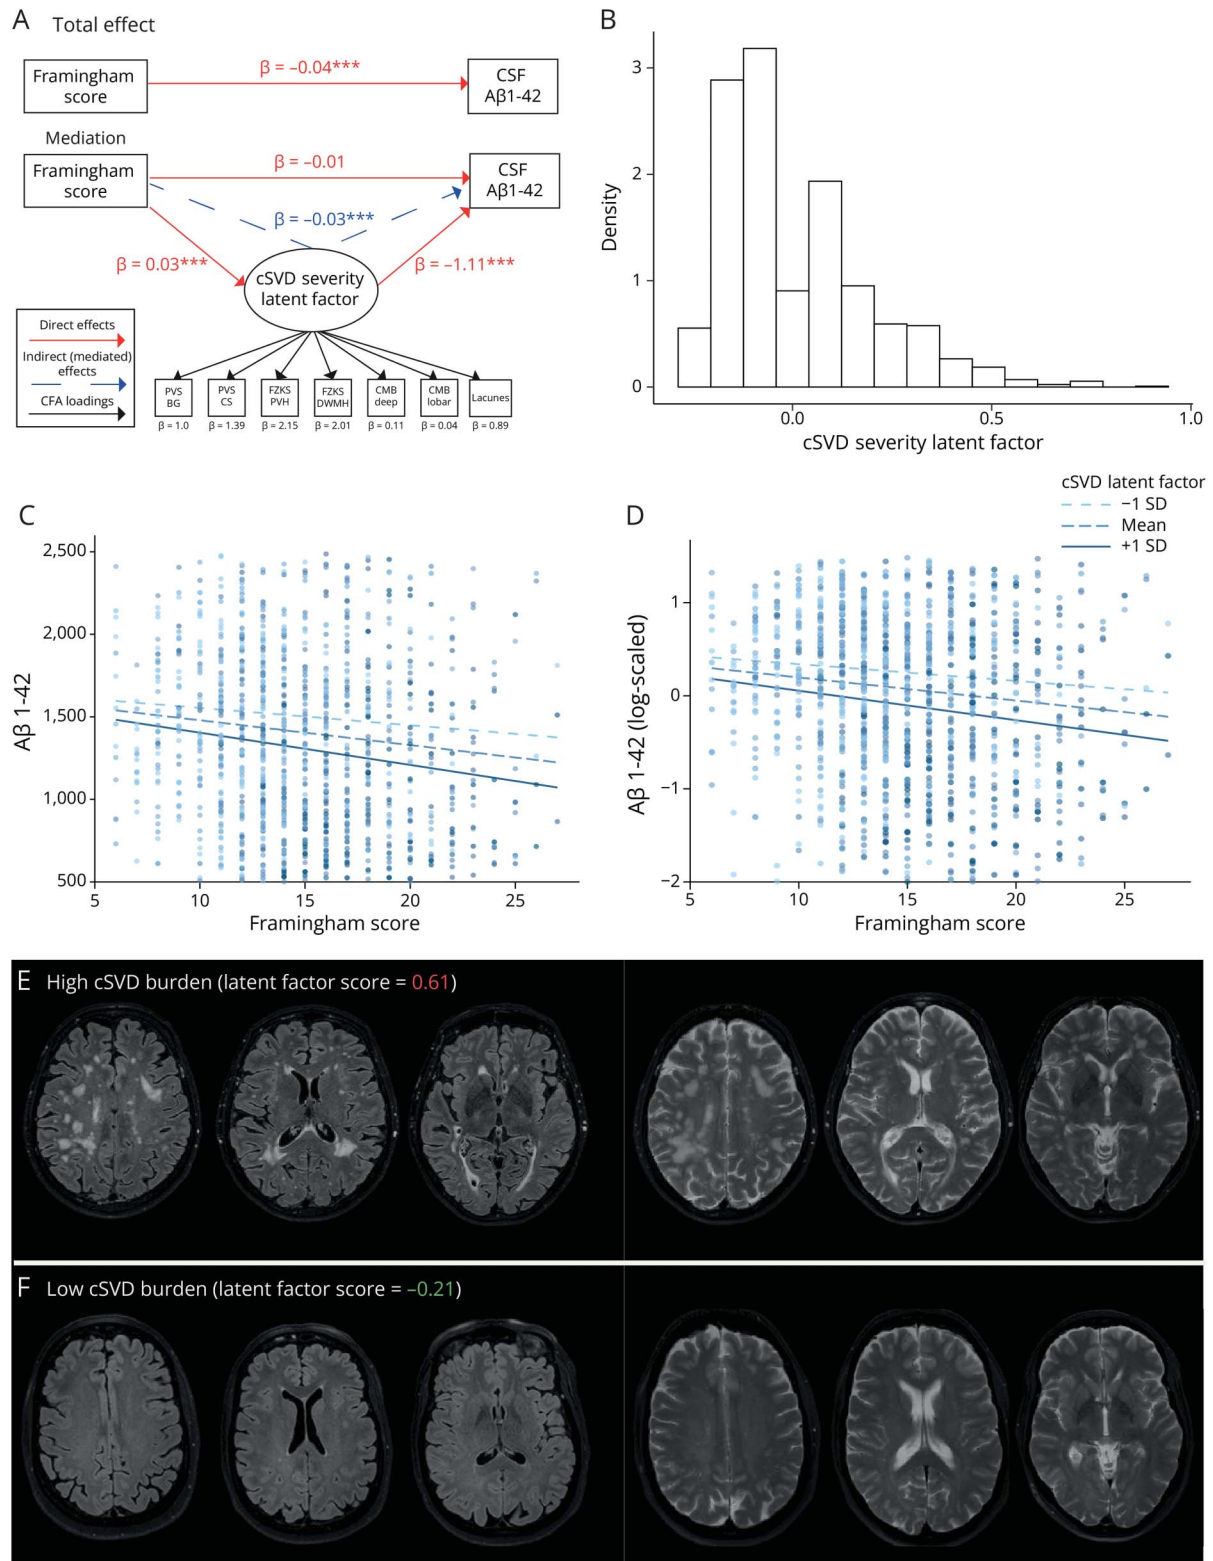 A Total effect
Framingham
score
β = –0.04***
CSF
Aβ1-42
Mediation
Framingham
score
β = –0.01
CSF
Aβ1-42
β = –0.03***
β = 0.03***
β = –1.11***
cSVD severity
latent factor
Direct effects
Indirect (mediated)
effects
CFA loadings
PVS
BG
β = 1.0
PVS
CS
β = 1.39
FZKS
PVH
β = 2.15
FZKS
DWMH
β = 2.01
CMB
deep
β = 0.11
CMB
lobar
β = 0.04
Lacunes
β = 0.89
B
Density
3
2
1
0
0.0 0.5 1.0
cSVD severity latent factor
C
Aβ 1-42
2,500
2,000
1,500
1,000
500
5 10 15 20 25
Framingham score
D
cSVD latent factor
−1 SD
Mean
+1 SD
Aβ 1-42 (log-scaled)
1
0
−1
−2
5 10 15 20 25
Framingham score
E High cSVD burden (latent factor score = 0.61)
F Low cSVD burden (latent factor score = –0.21)